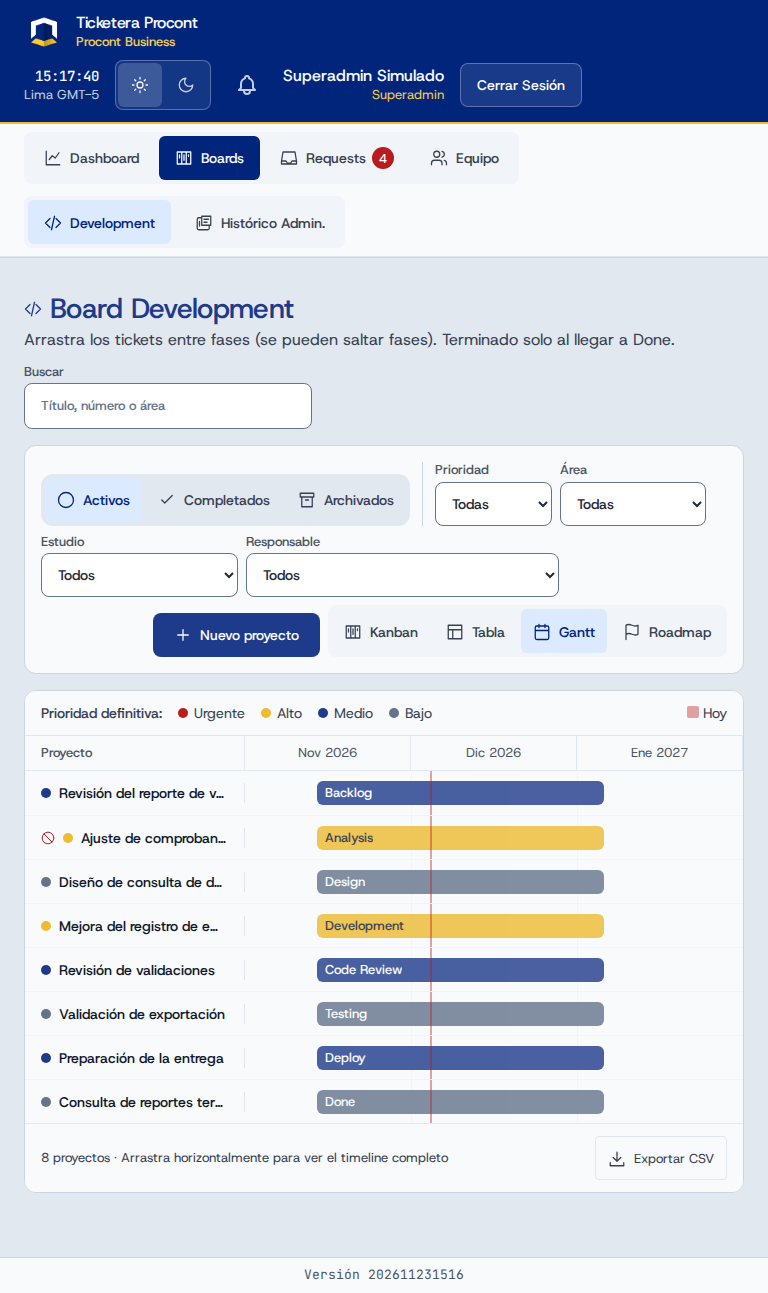 Ticketera Procont
Procont Business
15:17:40
Lima GMT-5
Superadmin Simulado
Superadmin
Cerrar Sesión
Dashboard
Boards
Requests 4
Equipo
Development
Histórico Admin.
Board Development
Arrastra los tickets entre fases (se pueden saltar fases). Terminado solo al llegar a Done.
Buscar
Título, número o área
Activos
Completados
Archivados
Prioridad
Todas
Área
Todas
Estudio
Todos
Responsable
Todos
Nuevo proyecto
Kanban
Tabla
Gantt
Roadmap
Prioridad definitiva: Urgente Alto Medio Bajo
Hoy
Proyecto Nov 2026 Dic 2026 Ene 2027
Revisión del reporte de v... Backlog
Ajuste de comproban... Analysis
Diseño de consulta de d... Design
Mejora del registro de e... Development
Revisión de validaciones Code Review
Validación de exportación Testing
Preparación de la entrega Deploy
Consulta de reportes ter... Done
8 proyectos · Arrastra horizontalmente para ver el timeline completo
Exportar CSV
Versión 202611231516